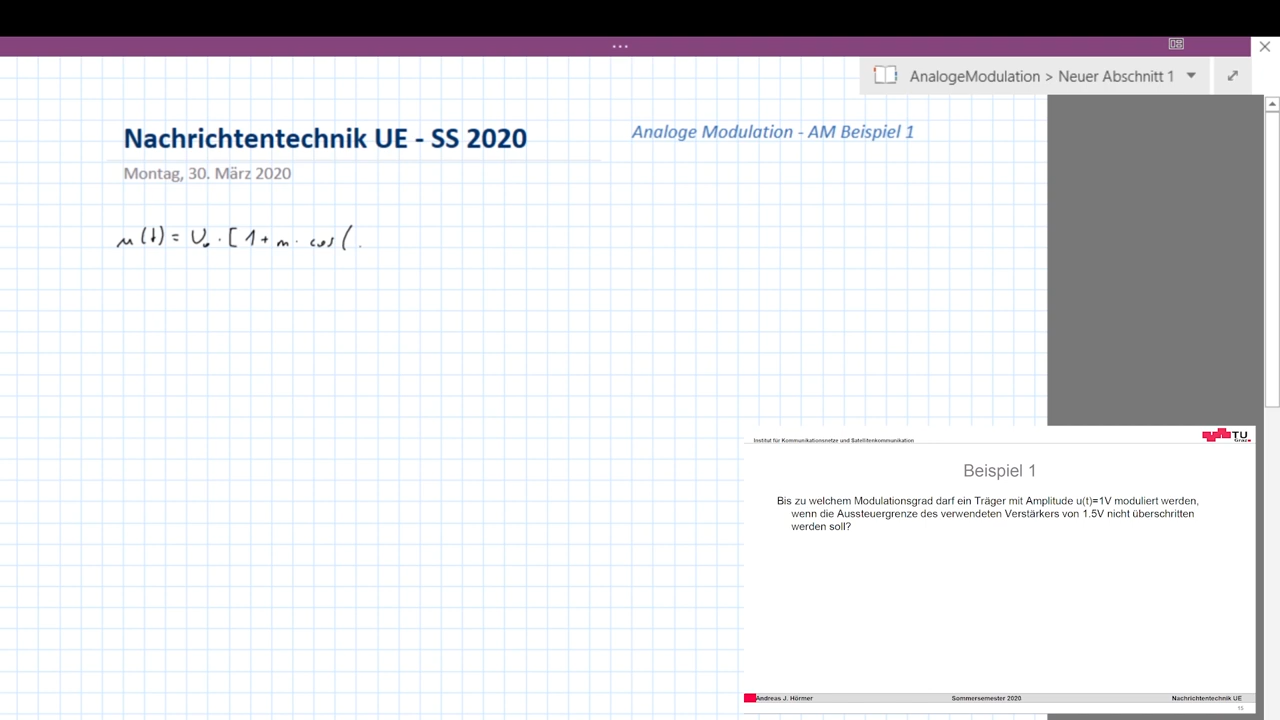 AnalogeModulation > Neuer Abschnitt 1
Nachrichtentechnik UE - SS 2020
Analoge Modulation - AM Beispiel 1
Montag, 30. März 2020
u(t) = U₀ · [ 1 + m · cos (
Institut für Kommunikationsnetze und Satellitenkommunikation
TU
Graz
Beispiel 1
Bis zu welchem Modulationsgrad darf ein Träger mit Amplitude u(t)=1V moduliert werden,
wenn die Aussteuergrenze des verwendeten Verstärkers von 1.5V nicht überschritten
werden soll?
Andreas J. Hörmer
Sommersemester 2020
Nachrichtentechnik UE
15